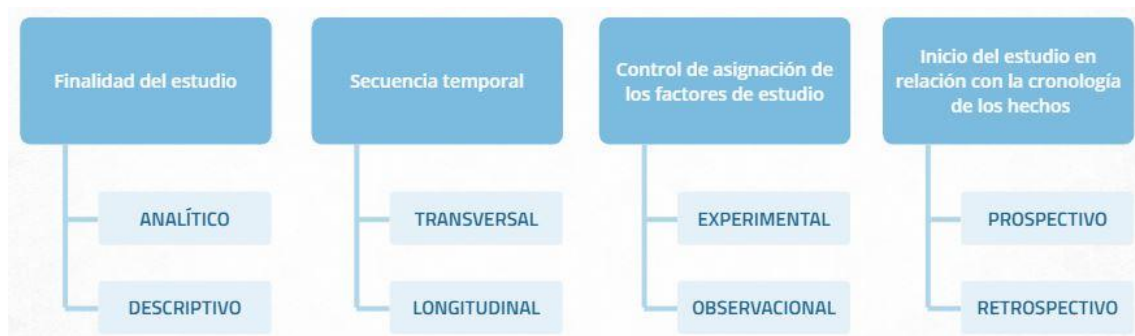 Finalidad del estudio
ANALÍTICO
DESCRIPTIVO
Secuencia temporal
TRANSVERSAL
LONGITUDINAL
Control de asignación de
los factores de estudio
EXPERIMENTAL
OBSERVACIONAL
Inicio del estudio en
relación con la cronología
de los hechos
PROSPECTIVO
RETROSPECTIVO